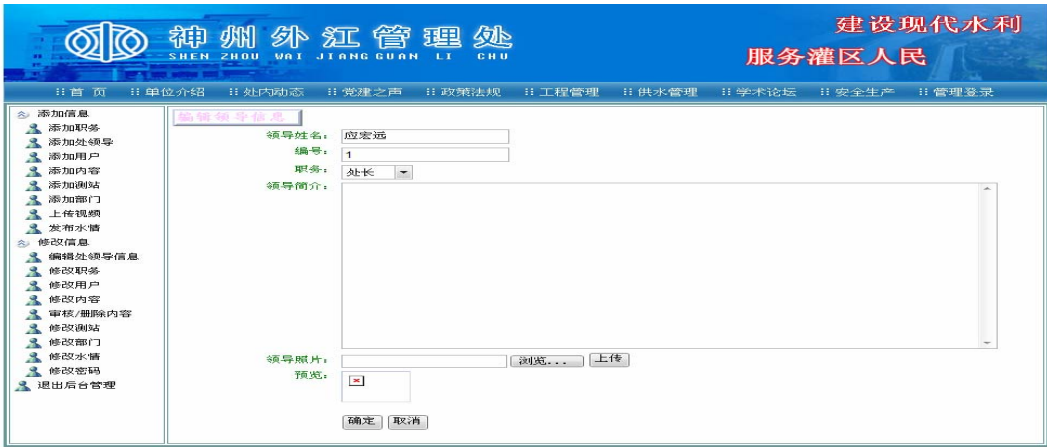 神州外江管理处
SHEN ZHOU WAI JIANG GUAN LI CHU
建设现代水利
服务灌区人民
首 页 单位介绍 处内动态 党建之声 政策法规 工程管理 供水管理 学术论坛 安全生产 管理登录
添加信息
添加职务
添加处领导
添加用户
添加内容
添加测站
添加部门
上传视频
发布水情
修改信息
编辑处领导信息
修改职务
修改用户
修改内容
审核/删除内容
修改测站
修改部门
修改水情
修改密码
退出后台管理
编辑领导信息
领导姓名: 应宏远
编号: 1
职务: 处长
领导简介:
领导照片: 浏览... 上传
预览:
确定 取消